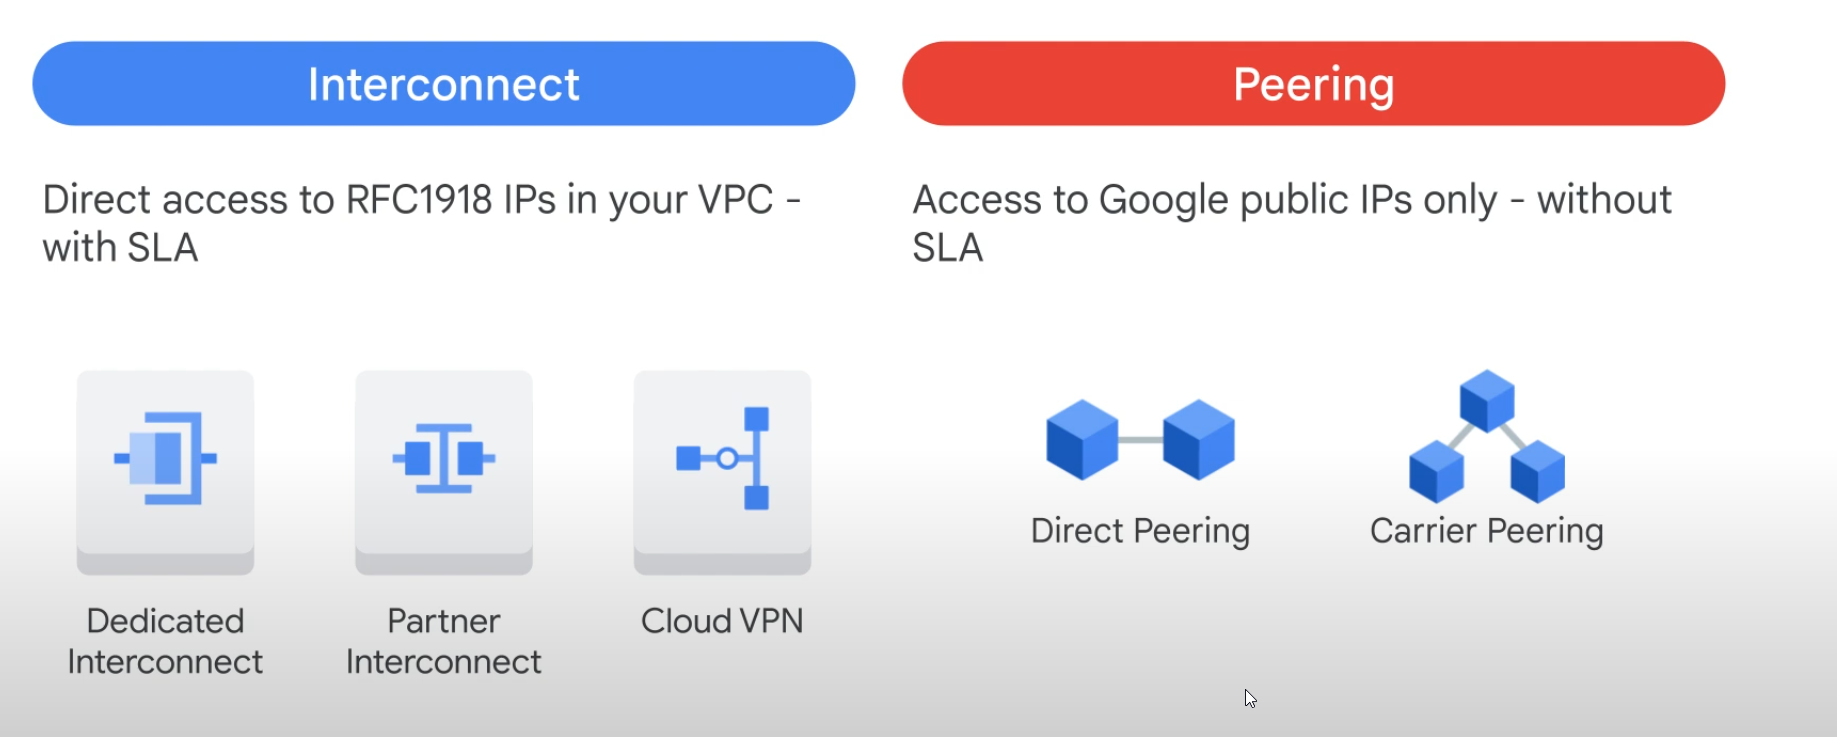 Interconnect
Direct access to RFC1918 IPs in your VPC -
with SLA
Dedicated
Interconnect
Partner
Interconnect
Cloud VPN
Peering
Access to Google public IPs only - without
SLA
Direct Peering
Carrier Peering